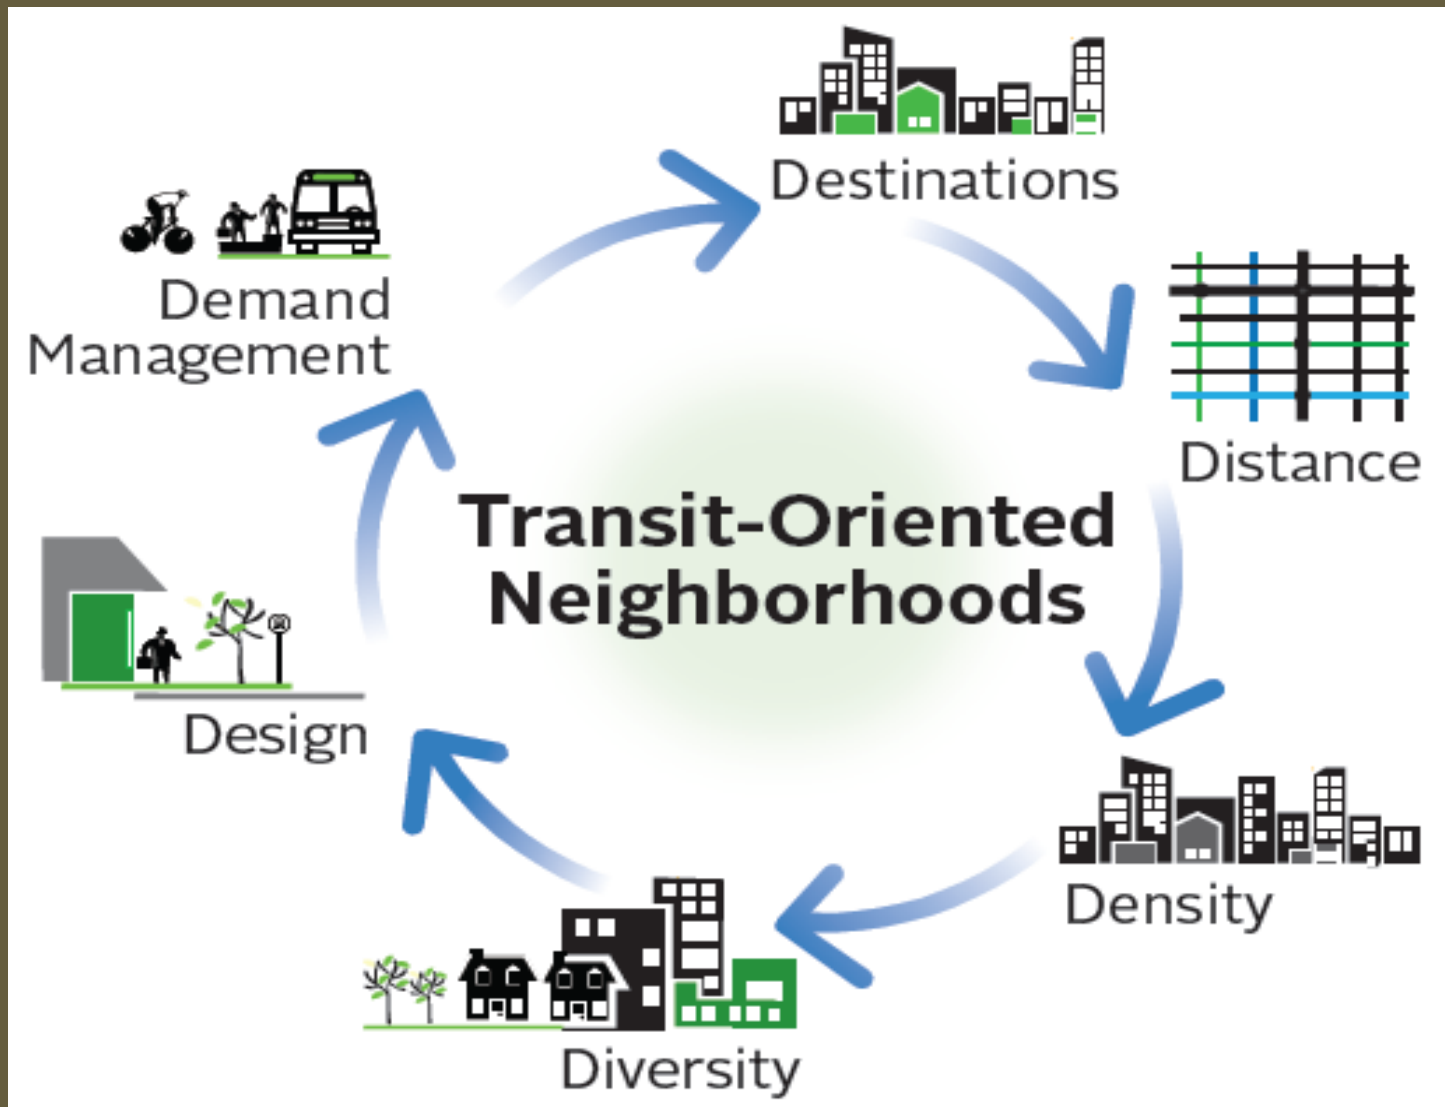 Destinations
Distance
Density
Diversity
Design
Demand
Management
Transit-Oriented
Neighborhoods